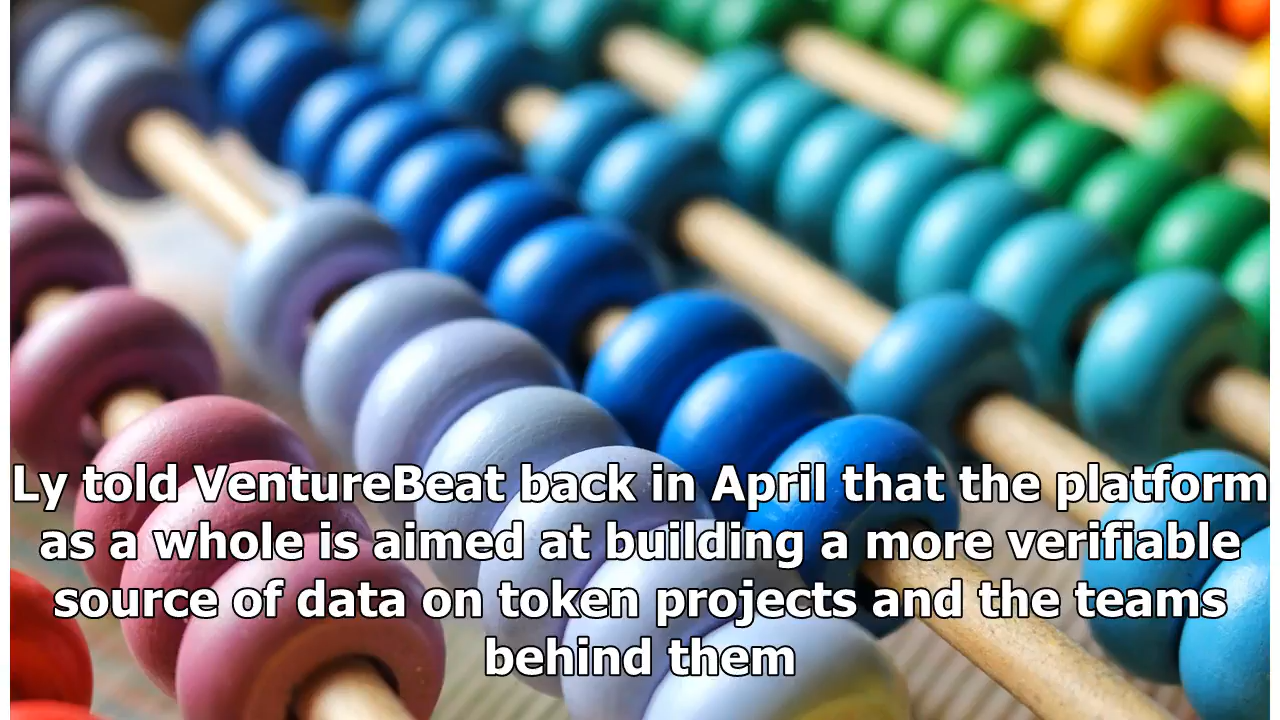 Ly told VentureBeat back in April that the platform
as a whole is aimed at building a more verifiable
source of data on token projects and the teams
behind them